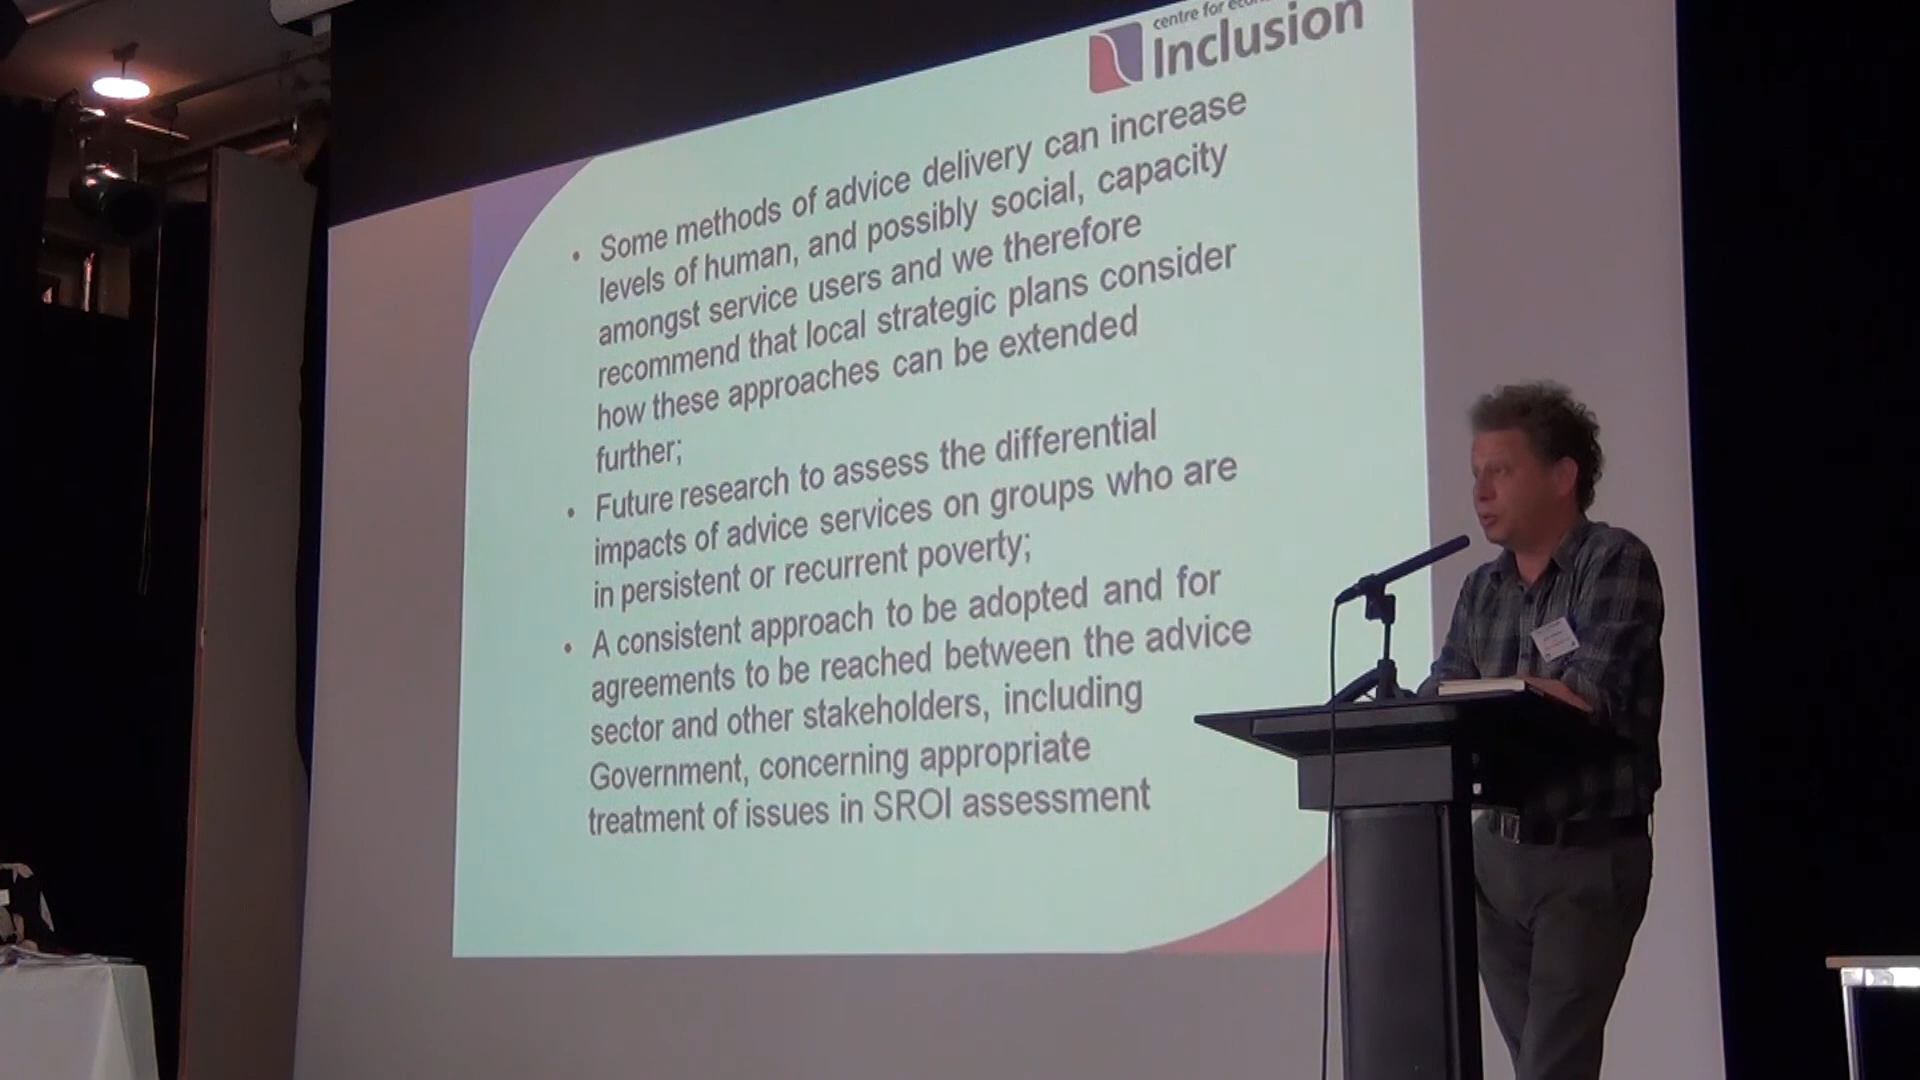 centre for
Inclusion
• Some methods of advice delivery can increase
levels of human, and possibly social, capacity
amongst service users and we therefore
recommend that local strategic plans consider
how these approaches can be extended
further;
• Future research to assess the differential
impacts of advice services on groups who are
in persistent or recurrent poverty;
• A consistent approach to be adopted and for
agreements to be reached between the advice
sector and other stakeholders, including
Government, concerning appropriate
treatment of issues in SROI assessment